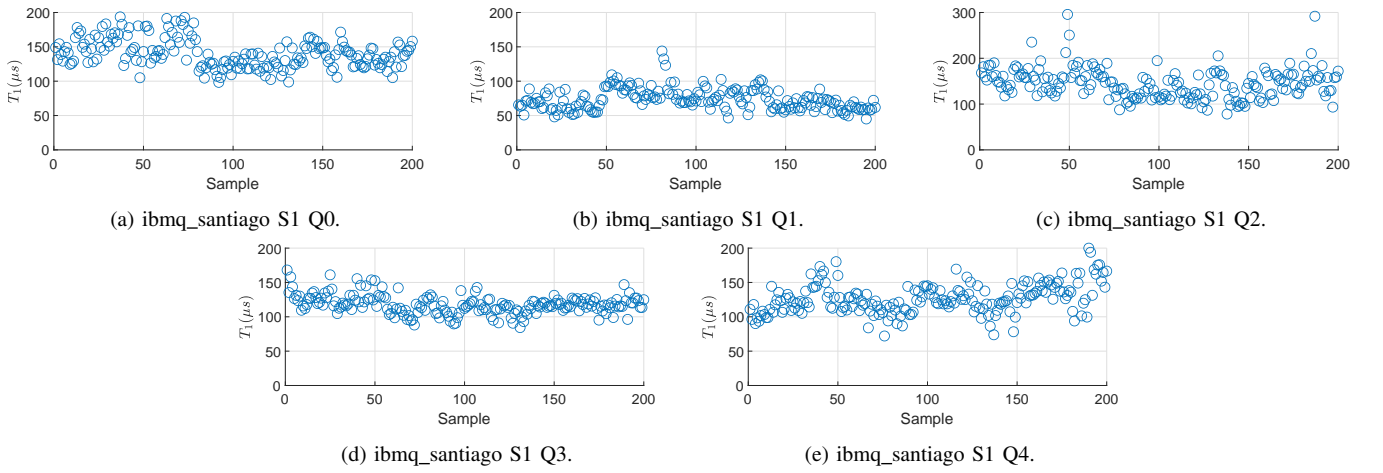 200
150
100
50
0
T1(μs)
0 50 100 150 200
Sample
(a) ibmq_santiago S1 Q0.
200
150
100
50
0
T1(μs)
0 50 100 150 200
Sample
(b) ibmq_santiago S1 Q1.
300
200
100
0
T1(μs)
0 50 100 150 200
Sample
(c) ibmq_santiago S1 Q2.
200
150
100
50
0
T1(μs)
0 50 100 150 200
Sample
(d) ibmq_santiago S1 Q3.
200
150
100
50
0
T1(μs)
0 50 100 150 200
Sample
(e) ibmq_santiago S1 Q4.